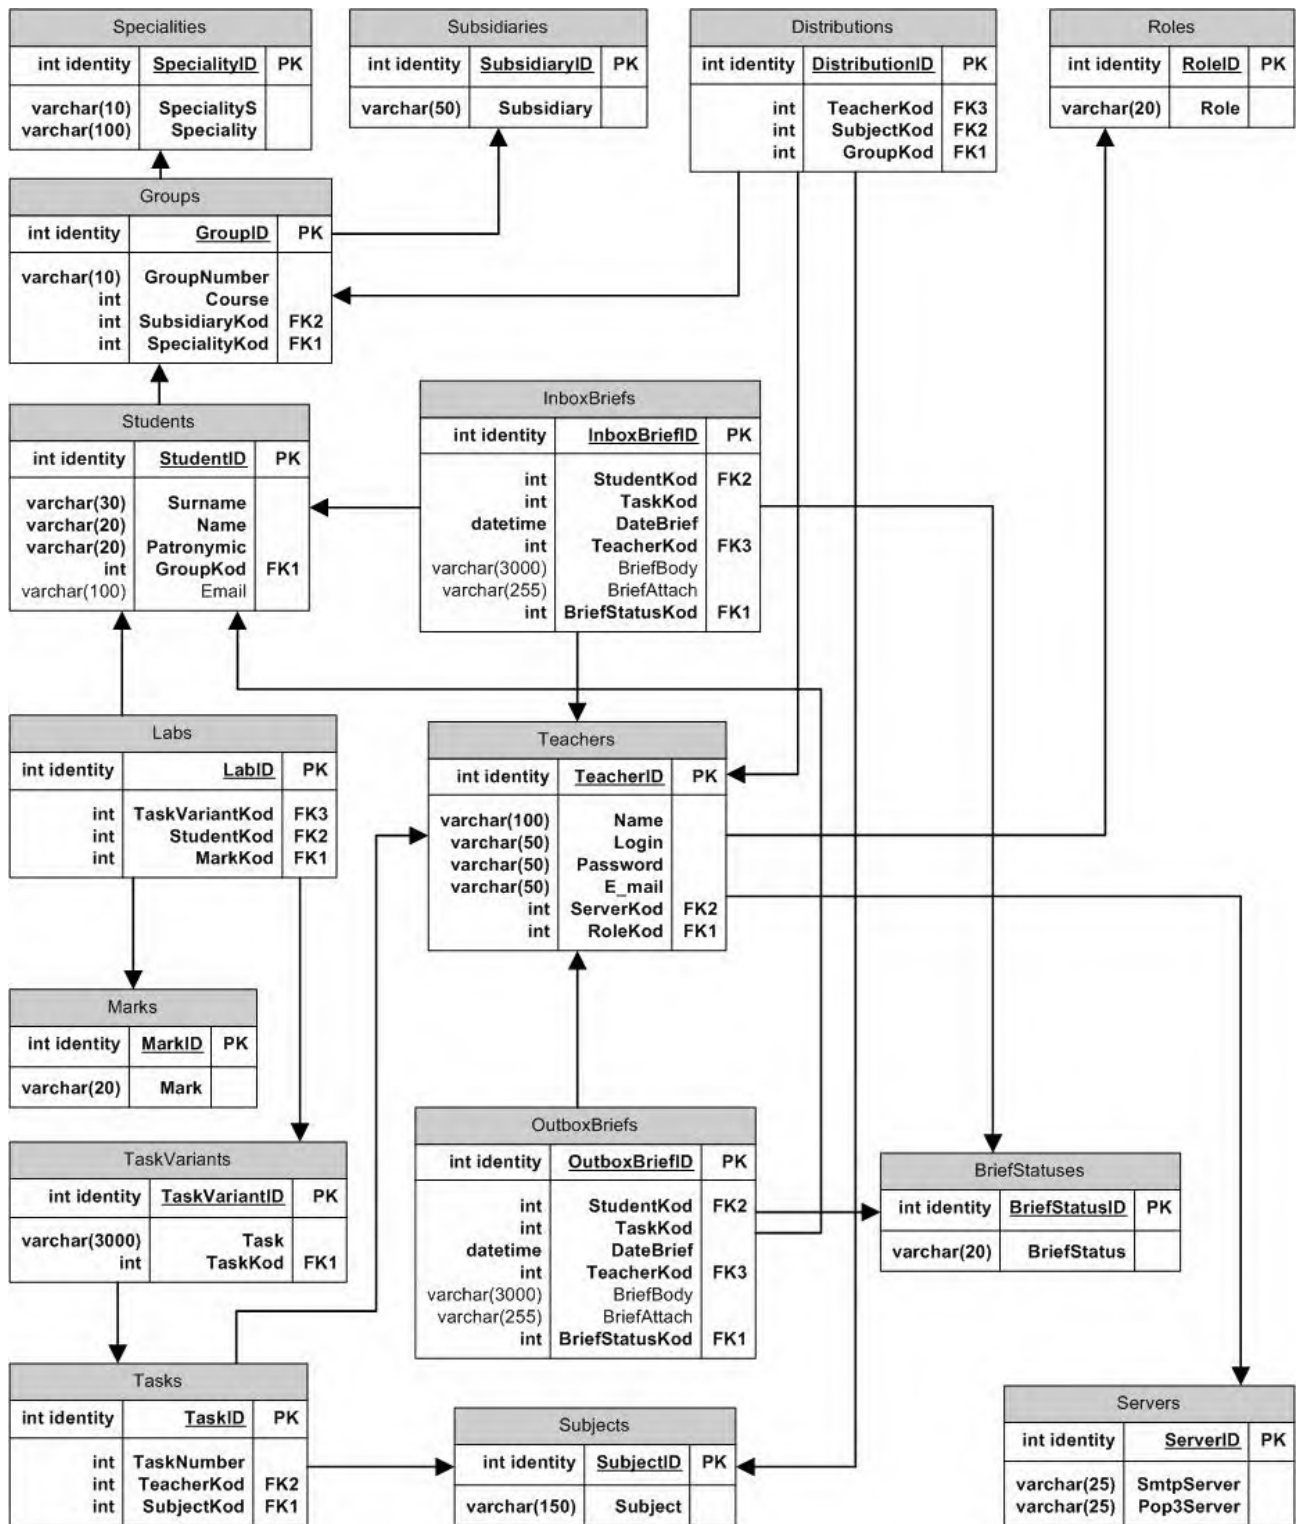 Specialities
int identity SpecialityID PK
varchar(10) SpecialityS
varchar(100) Speciality
Subsidiaries
int identity SubsidiaryID PK
varchar(50) Subsidiary
Distributions
int identity DistributionID PK
int TeacherKod FK3
int SubjectKod FK2
int GroupKod FK1
Roles
int identity RoleID PK
varchar(20) Role
Groups
int identity GroupID PK
varchar(10) GroupNumber
int Course
int SubsidiaryKod FK2
int SpecialityKod FK1
Students
int identity StudentID PK
varchar(30) Surname
varchar(20) Name
varchar(20) Patronymic
int GroupKod FK1
varchar(100) Email
InboxBriefs
int identity InboxBriefID PK
int StudentKod FK2
int TaskKod
datetime DateBrief
int TeacherKod FK3
varchar(3000) BriefBody
varchar(255) BriefAttach
int BriefStatusKod FK1
Labs
int identity LabID PK
int TaskVariantKod FK3
int StudentKod FK2
int MarkKod FK1
Teachers
int identity TeacherID PK
varchar(100) Name
varchar(50) Login
varchar(50) Password
varchar(50) E_mail
int ServerKod FK2
int RoleKod FK1
Marks
int identity MarkID PK
varchar(20) Mark
OutboxBriefs
int identity OutboxBriefID PK
int StudentKod FK2
int TaskKod
datetime DateBrief
int TeacherKod FK3
varchar(3000) BriefBody
varchar(255) BriefAttach
int BriefStatusKod FK1
TaskVariants
int identity TaskVariantID PK
varchar(3000) Task
int TaskKod FK1
BriefStatuses
int identity BriefStatusID PK
varchar(20) BriefStatus
Tasks
int identity TaskID PK
int TaskNumber
int TeacherKod FK2
int SubjectKod FK1
Subjects
int identity SubjectID PK
varchar(150) Subject
Servers
int identity ServerID PK
varchar(25) SmtpServer
varchar(25) Pop3Server